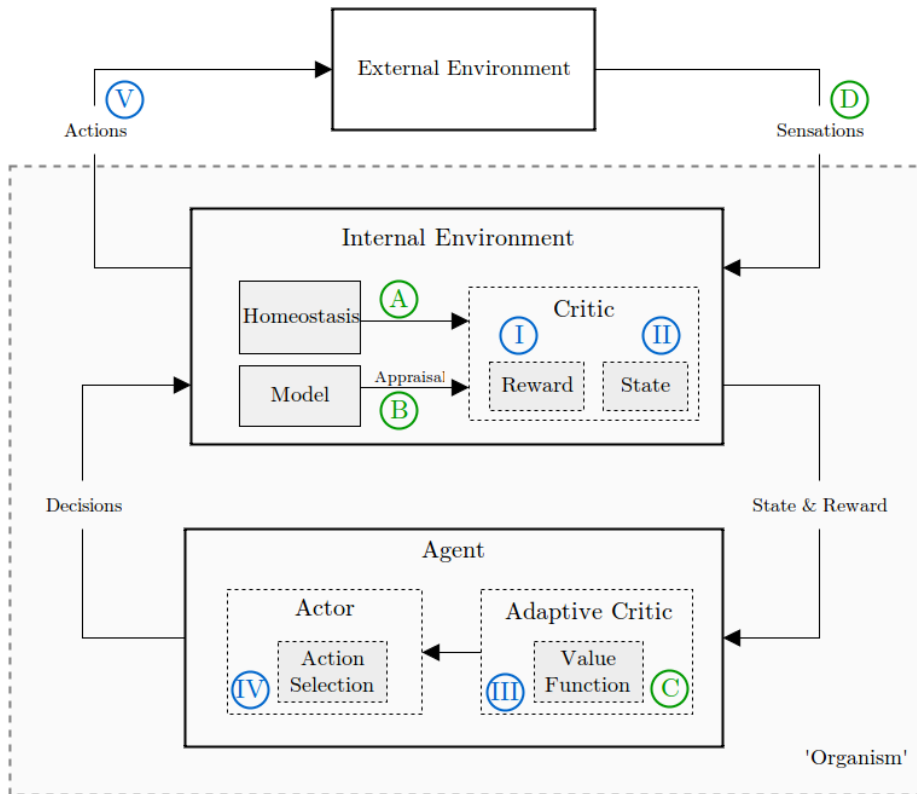 External Environment
V
D
Actions
Sensations
Internal Environment
Homeostasis
A
Critic
I
II
Model
Appraisal
B
Reward
State
Decisions
State & Reward
Agent
Actor
Adaptive Critic
Action
Selection
IV
Value
Function
III
C
'Organism'